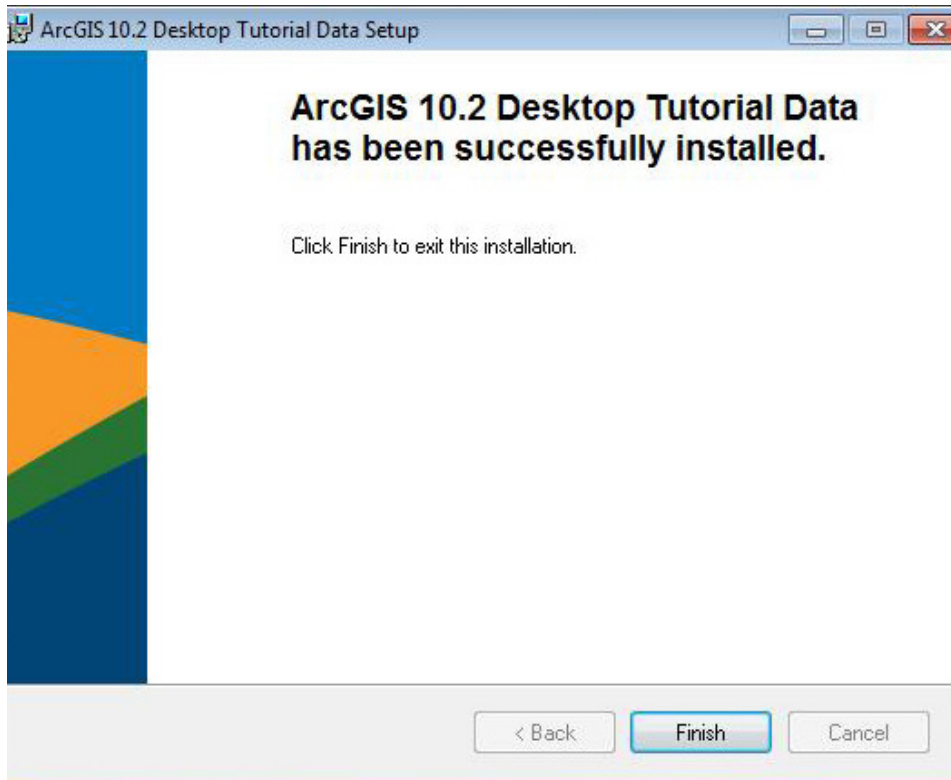 ArcGIS 10.2 Desktop Tutorial Data Setup
ArcGIS 10.2 Desktop Tutorial Data
has been successfully installed.
Click Finish to exit this installation.
< Back
Finish
Cancel